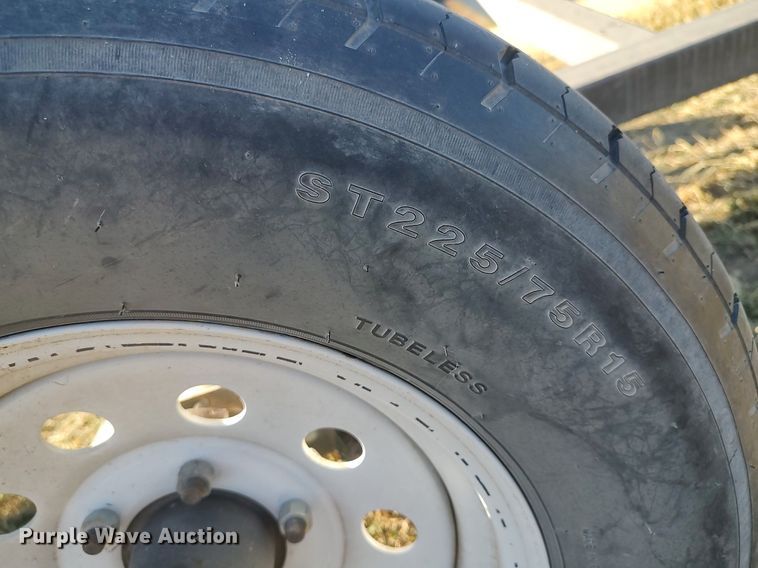 ST225/75R15
TUBELESS
Purple Wave Auction